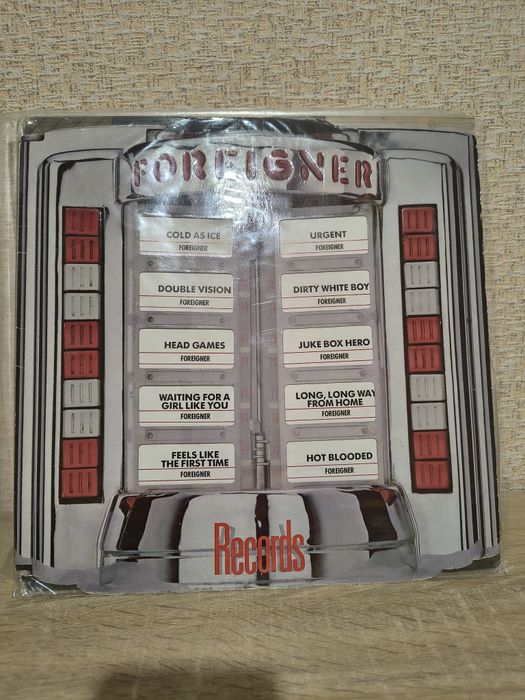 FOREIGNER
COLD AS ICE
FOREIGNER
DOUBLE VISION
FOREIGNER
HEAD GAMES
FOREIGNER
WAITING FOR A
GIRL LIKE YOU
FOREIGNER
FEELS LIKE
THE FIRST TIME
FOREIGNER
URGENT
FOREIGNER
DIRTY WHITE BOY
FOREIGNER
JUKE BOX HERO
FOREIGNER
LONG, LONG WAY
FROM HOME
FOREIGNER
HOT BLOODED
FOREIGNER
Records